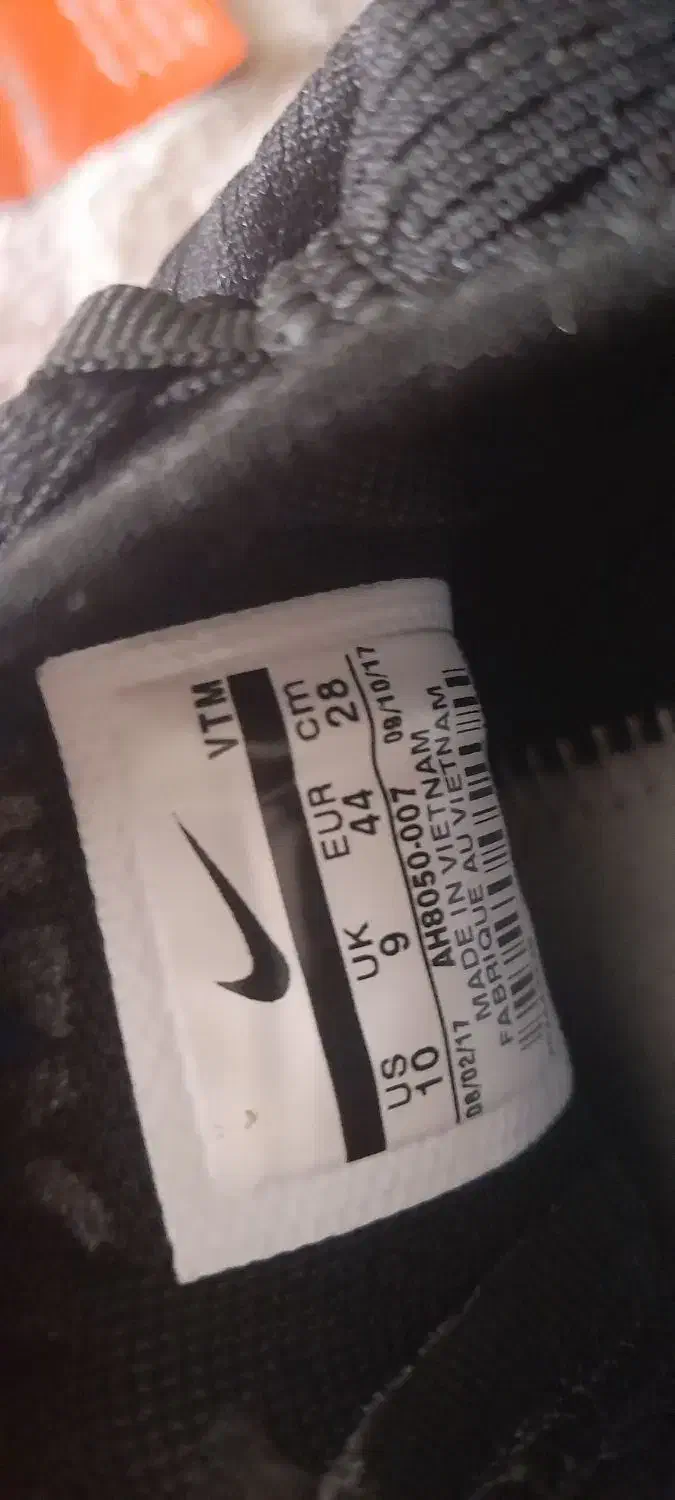 VTM
US UK EUR cm
10 9 44 28
08/02/17 AH8050-007 08/10/17
MADE IN VIETNAM
FABRIQUE AU VIETNAM